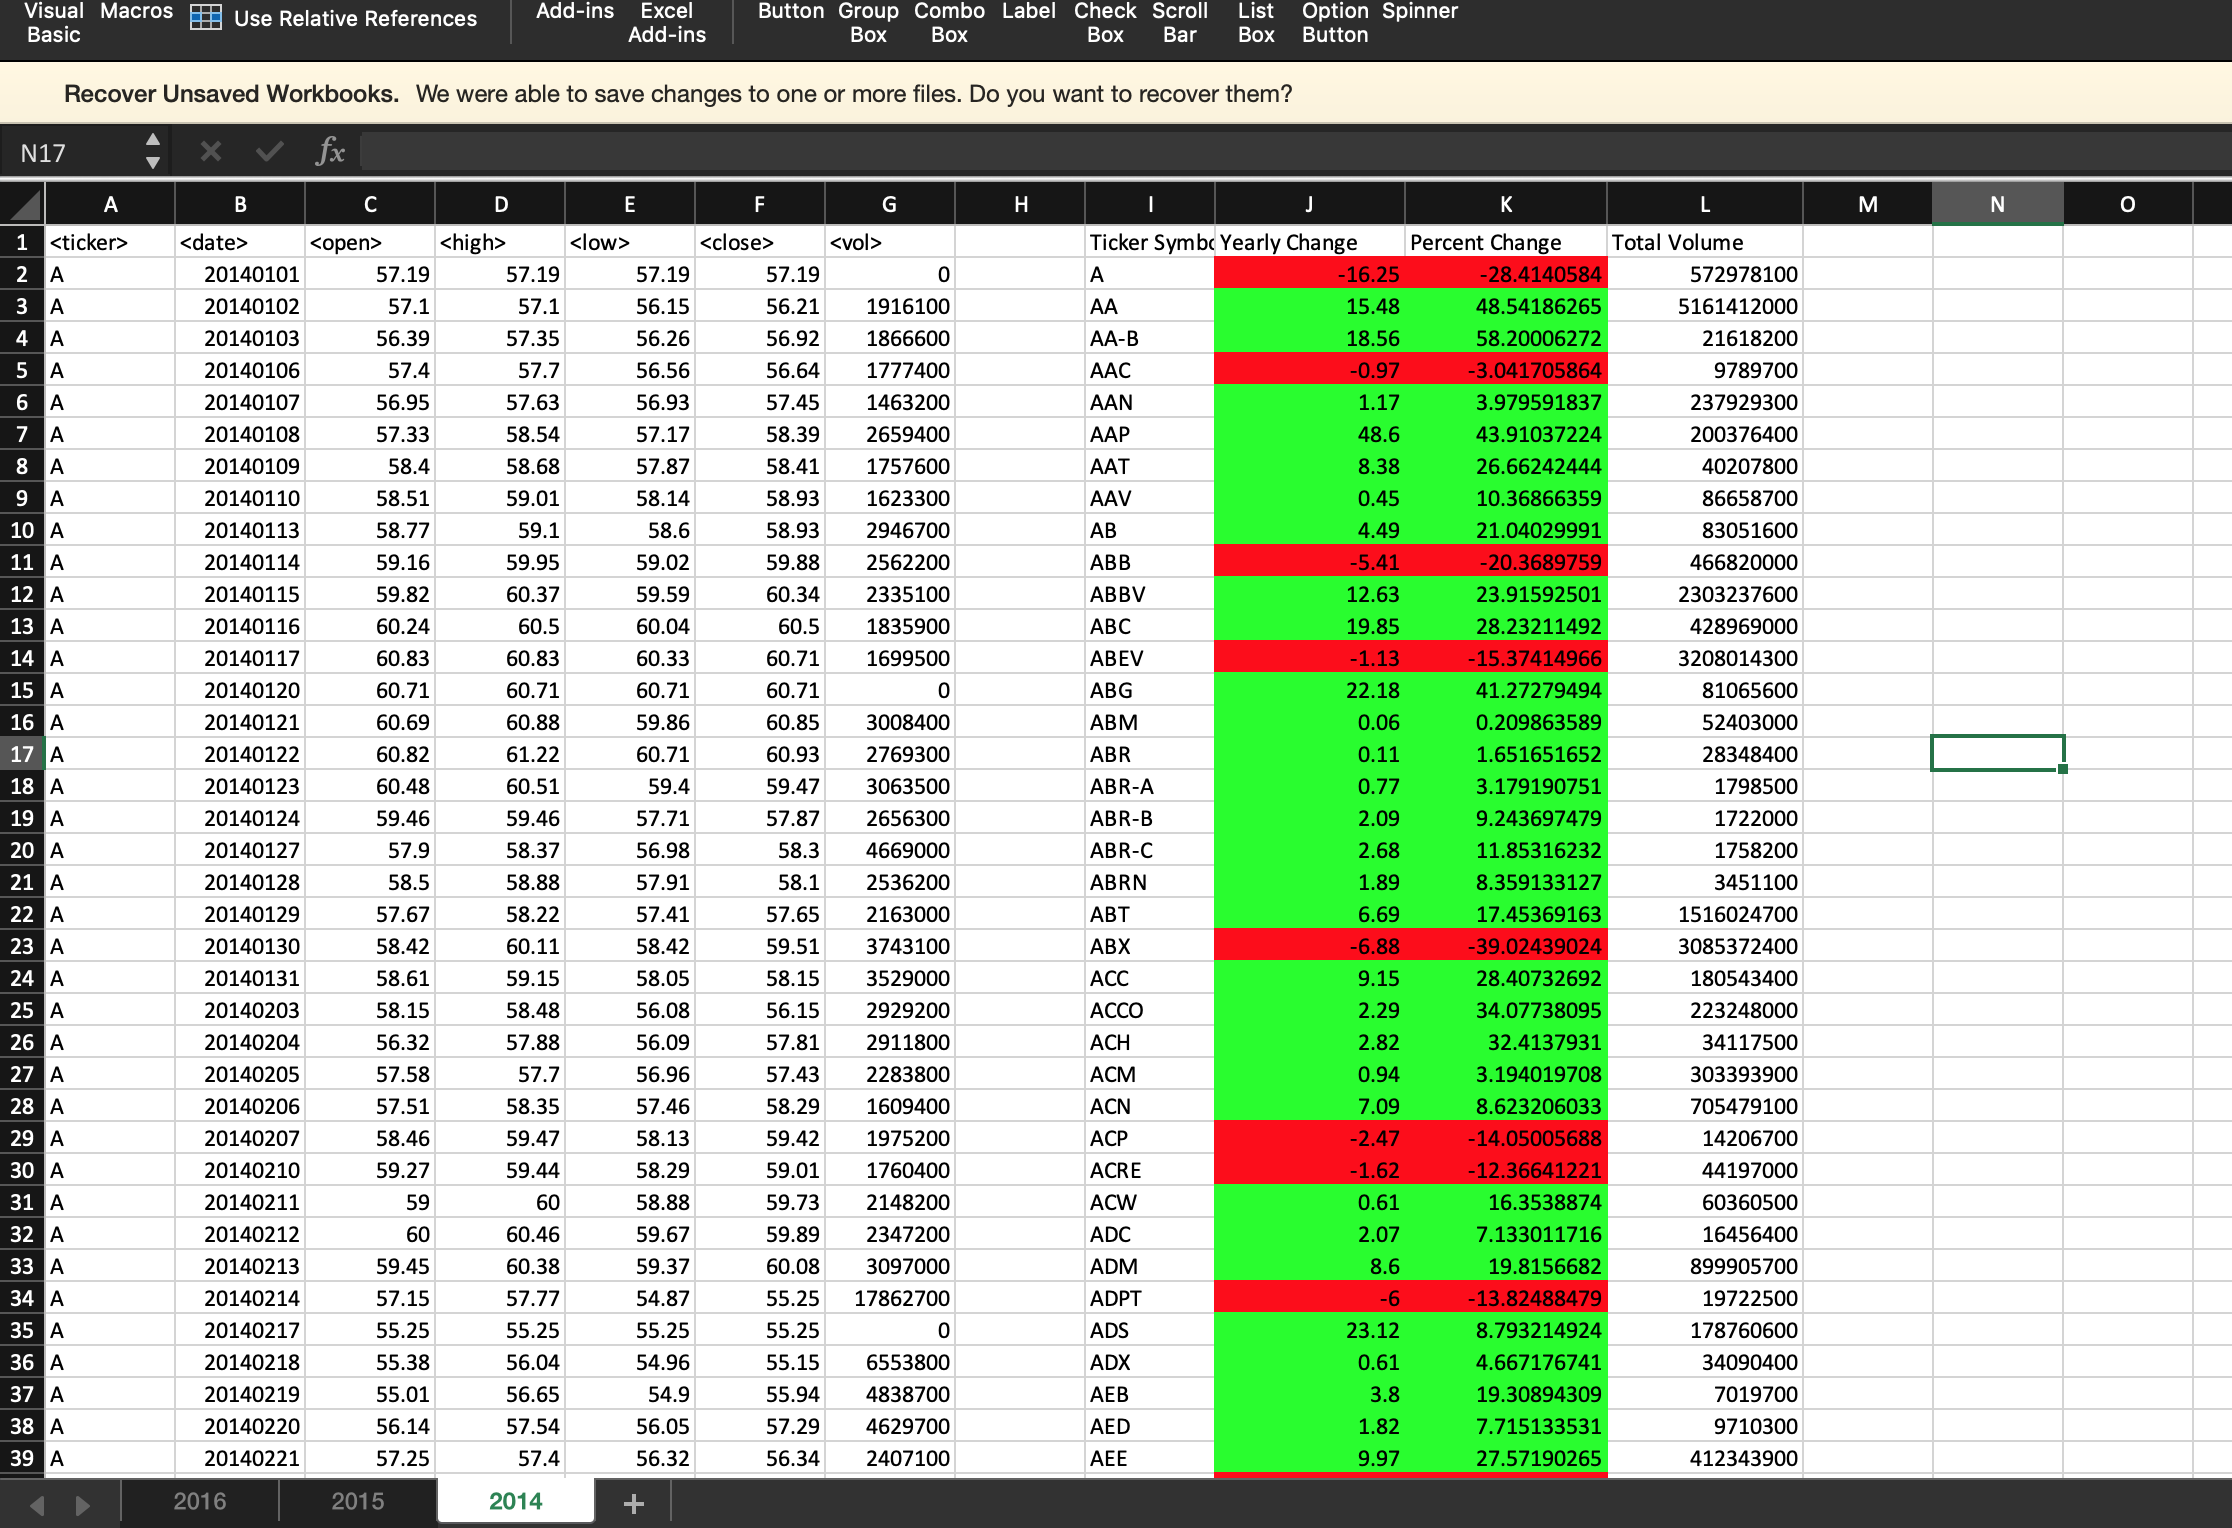 Visual Basic Macros Use Relative References Add-ins Excel Add-ins Button Group Box Combo Box Label Check Box Scroll Bar List Box Option Button Spinner
Recover Unsaved Workbooks. We were able to save changes to one or more files. Do you want to recover them?
N17 fx
A B C D E F G H I J K L M N O
1 <ticker> <date> <open> <high> <low> <close> <vol> Ticker Symbo Yearly Change Percent Change Total Volume
2 A 20140101 57.19 57.19 57.19 57.19 0 A -16.25 -28.4140584 572978100
3 A 20140102 57.1 57.1 56.15 56.21 1916100 AA 15.48 48.54186265 5161412000
4 A 20140103 56.39 57.35 56.26 56.92 1866600 AA-B 18.56 58.20006272 21618200
5 A 20140106 57.4 57.7 56.56 56.64 1777400 AAC -0.97 -3.041705864 9789700
6 A 20140107 56.95 57.63 56.93 57.45 1463200 AAN 1.17 3.979591837 237929300
7 A 20140108 57.33 58.54 57.17 58.39 2659400 AAP 48.6 43.91037224 200376400
8 A 20140109 58.4 58.68 57.87 58.41 1757600 AAT 8.38 26.66242444 40207800
9 A 20140110 58.51 59.01 58.14 58.93 1623300 AAV 0.45 10.36866359 86658700
10 A 20140113 58.77 59.1 58.6 58.93 2946700 AB 4.49 21.04029991 83051600
11 A 20140114 59.16 59.95 59.02 59.88 2562200 ABB -5.41 -20.3689759 466820000
12 A 20140115 59.82 60.37 59.59 60.34 2335100 ABBV 12.63 23.91592501 2303237600
13 A 20140116 60.24 60.5 60.04 60.5 1835900 ABC 19.85 28.23211492 428969000
14 A 20140117 60.83 60.83 60.33 60.71 1699500 ABEV -1.13 -15.37414966 3208014300
15 A 20140120 60.71 60.71 60.71 60.71 0 ABG 22.18 41.27279494 81065600
16 A 20140121 60.69 60.88 59.86 60.85 3008400 ABM 0.06 0.209863589 52403000
17 A 20140122 60.82 61.22 60.71 60.93 2769300 ABR 0.11 1.651651652 28348400
18 A 20140123 60.48 60.51 59.4 59.47 3063500 ABR-A 0.77 3.179190751 1798500
19 A 20140124 59.46 59.46 57.71 57.87 2656300 ABR-B 2.09 9.243697479 1722000
20 A 20140127 57.9 58.37 56.98 58.3 4669000 ABR-C 2.68 11.85316232 1758200
21 A 20140128 58.5 58.88 57.91 58.1 2536200 ABRN 1.89 8.359133127 3451100
22 A 20140129 57.67 58.22 57.41 57.65 2163000 ABT 6.69 17.45369163 1516024700
23 A 20140130 58.42 60.11 58.42 59.51 3743100 ABX -6.88 -39.02439024 3085372400
24 A 20140131 58.61 59.15 58.05 58.15 3529000 ACC 9.15 28.40732692 180543400
25 A 20140203 58.15 58.48 56.08 56.15 2929200 ACCO 2.29 34.07738095 223248000
26 A 20140204 56.32 57.88 56.09 57.81 2911800 ACH 2.82 32.4137931 34117500
27 A 20140205 57.58 57.7 56.96 57.43 2283800 ACM 0.94 3.194019708 303393900
28 A 20140206 57.51 58.35 57.46 58.29 1609400 ACN 7.09 8.623206033 705479100
29 A 20140207 58.46 59.47 58.13 59.42 1975200 ACP -2.47 -14.05005688 14206700
30 A 20140210 59.27 59.44 58.29 59.01 1760400 ACRE -1.62 -12.36641221 44197000
31 A 20140211 59 60 58.88 59.73 2148200 ACW 0.61 16.3538874 60360500
32 A 20140212 60 60.46 59.67 59.89 2347200 ADC 2.07 7.133011716 16456400
33 A 20140213 59.45 60.38 59.37 60.08 3097000 ADM 8.6 19.8156682 899905700
34 A 20140214 57.15 57.77 54.87 55.25 17862700 ADPT -6 -13.82488479 19722500
35 A 20140217 55.25 55.25 55.25 55.25 0 ADS 23.12 8.793214924 178760600
36 A 20140218 55.38 56.04 54.96 55.15 6553800 ADX 0.61 4.667176741 34090400
37 A 20140219 55.01 56.65 54.9 55.94 4838700 AEB 3.8 19.30894309 7019700
38 A 20140220 56.14 57.54 56.05 57.29 4629700 AED 1.82 7.715133531 9710300
39 A 20140221 57.25 57.4 56.32 56.34 2407100 AEE 9.97 27.57190265 412343900
2016 2015 2014 +